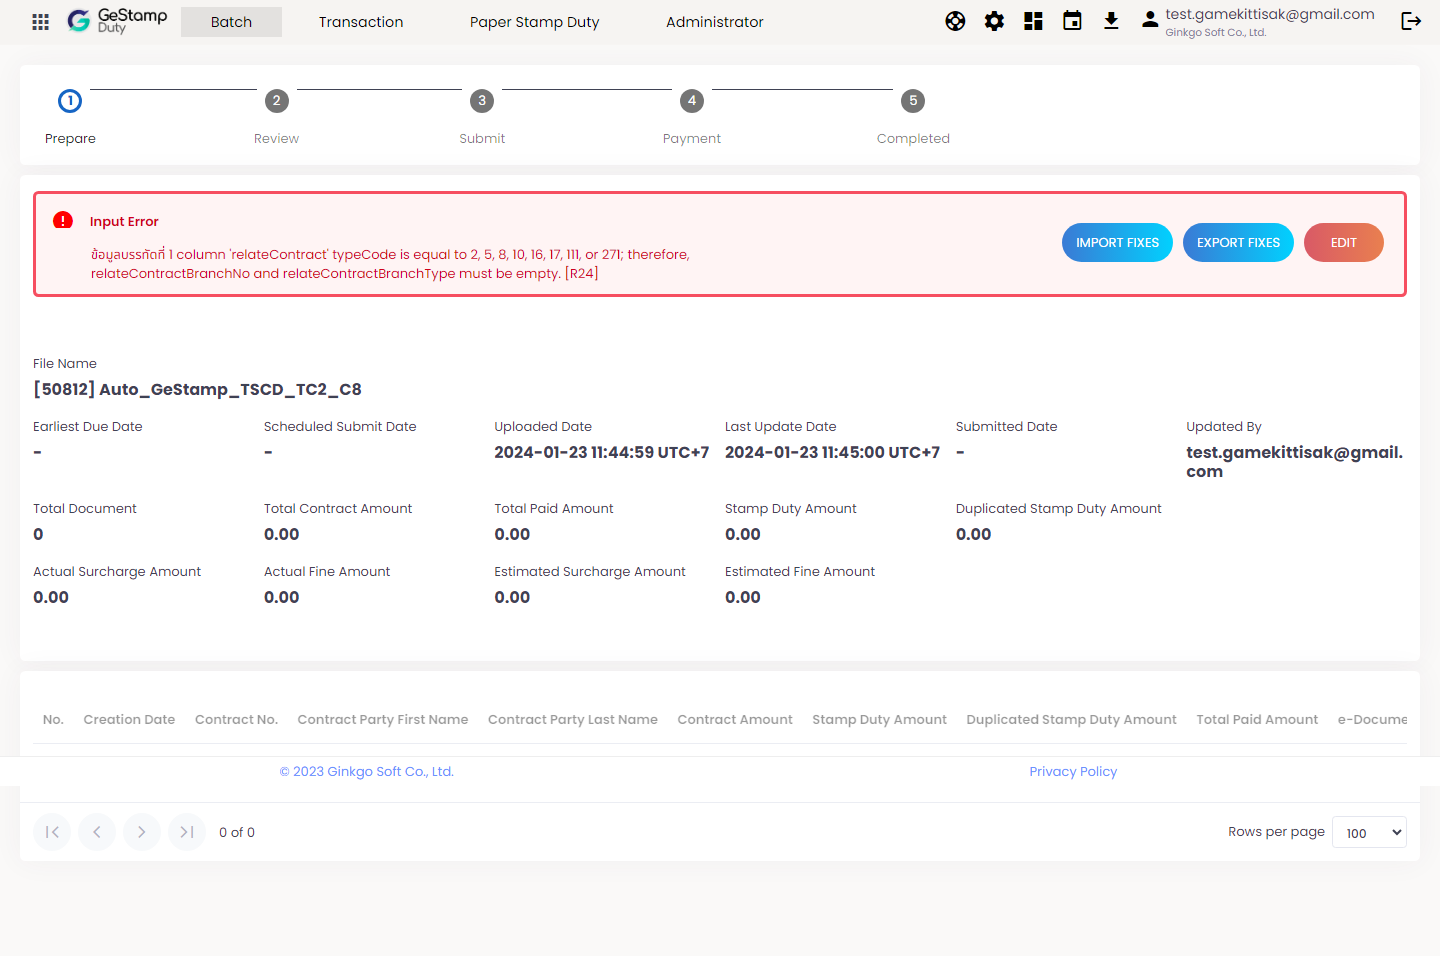 GeStamp
Duty
Batch
Transaction
Paper Stamp Duty
Administrator
test.gamekittisak@gmail.com
Ginkgo Soft Co., Ltd.
1
2
3
4
5
Prepare
Review
Submit
Payment
Completed
Input Error
ข้อมูลบรรทัดที่ 1 column 'relateContract' typeCode is equal to 2, 5, 8, 10, 16, 17, 111, or 271; therefore,
relateContractBranchNo and relateContractBranchType must be empty. [R24]
IMPORT FIXES
EXPORT FIXES
EDIT
File Name
[50812] Auto_GeStamp_TSCD_TC2_C8
Earliest Due Date
Scheduled Submit Date
Uploaded Date
Last Update Date
Submitted Date
Updated By
-
-
2024-01-23 11:44:59 UTC+7
2024-01-23 11:45:00 UTC+7
-
test.gamekittisak@gmail.
com
Total Document
Total Contract Amount
Total Paid Amount
Stamp Duty Amount
Duplicated Stamp Duty Amount
0
0.00
0.00
0.00
0.00
Actual Surcharge Amount
Actual Fine Amount
Estimated Surcharge Amount
Estimated Fine Amount
0.00
0.00
0.00
0.00
No.
Creation Date
Contract No.
Contract Party First Name
Contract Party Last Name
Contract Amount
Stamp Duty Amount
Duplicated Stamp Duty Amount
Total Paid Amount
e-Docume
© 2023 Ginkgo Soft Co., Ltd.
Privacy Policy
0 of 0
Rows per page
100